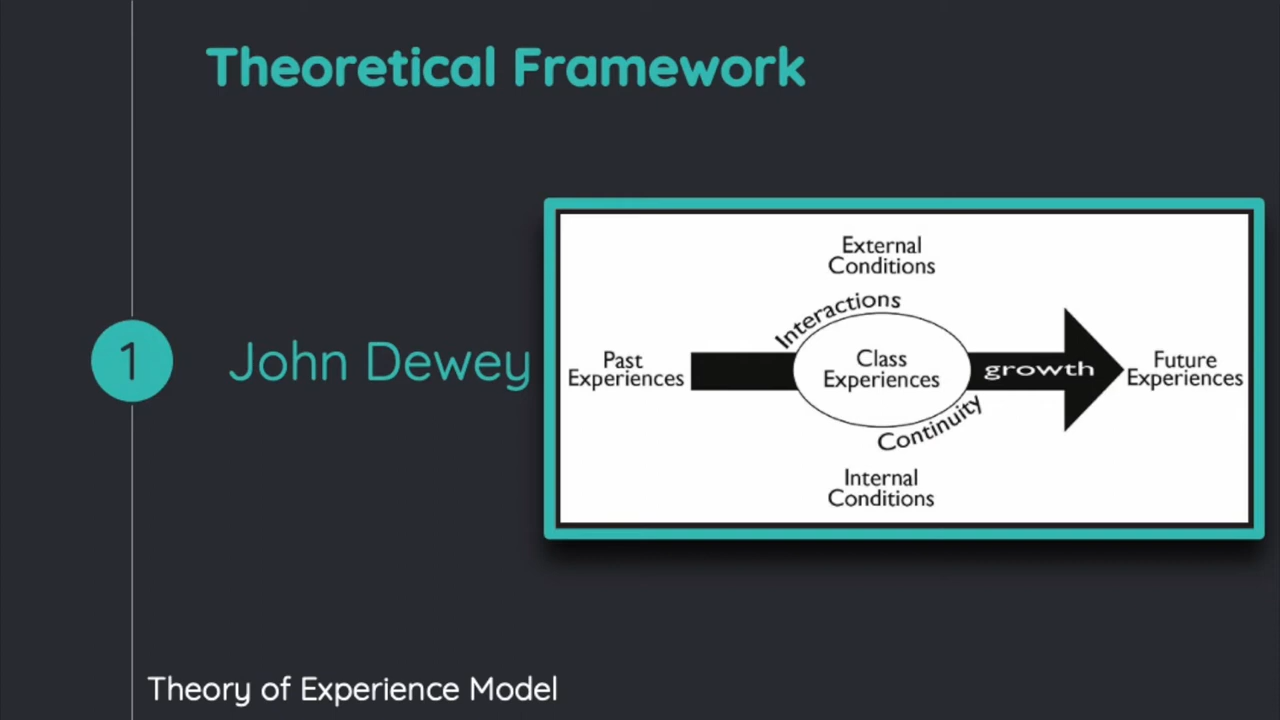 Theoretical Framework
1
John Dewey
External
Conditions
Interactions
Past
Experiences
Class
Experiences
growth
Future
Experiences
Continuity
Internal
Conditions
Theory of Experience Model